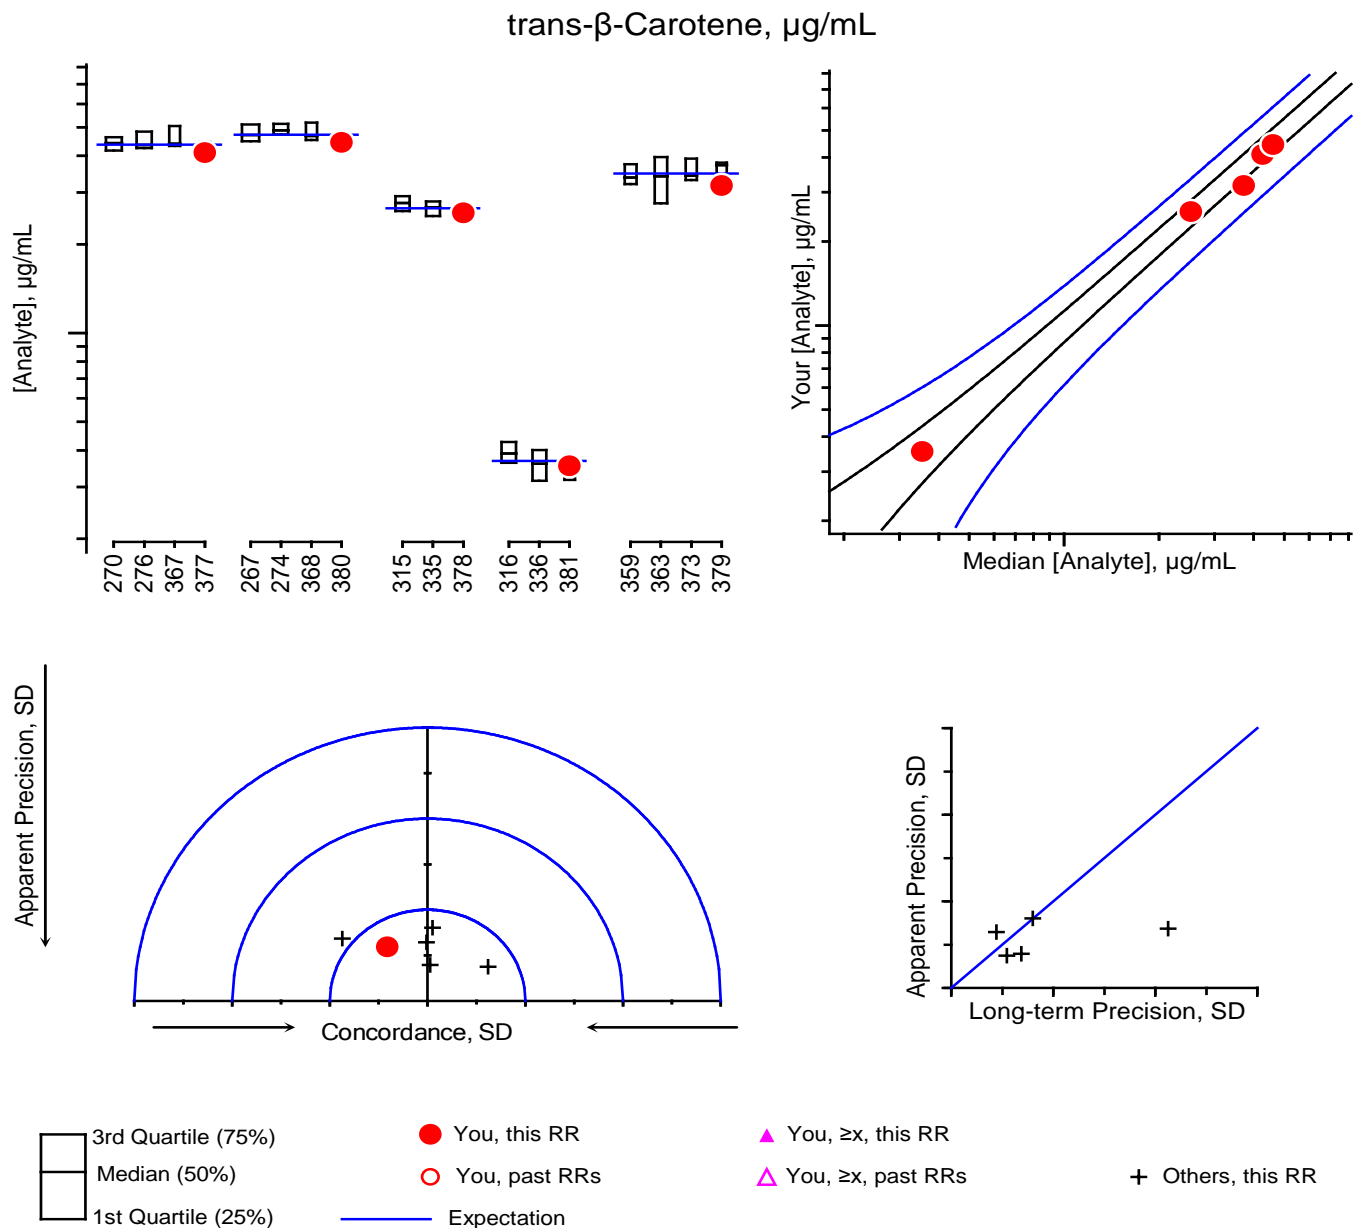 trans-β-Carotene, µg/mL
[Analyte], µg/mL
270 276 367 377 267 274 368 380 315 335 378 316 336 381 359 363 373 379
Your [Analyte], µg/mL
Median [Analyte], µg/mL
Apparent Precision, SD
Concordance, SD
Apparent Precision, SD
Long-term Precision, SD
3rd Quartile (75%)
Median (50%)
1st Quartile (25%)
You, this RR
You, past RRs
Expectation
You, ≥x, this RR
You, ≥x, past RRs
Others, this RR